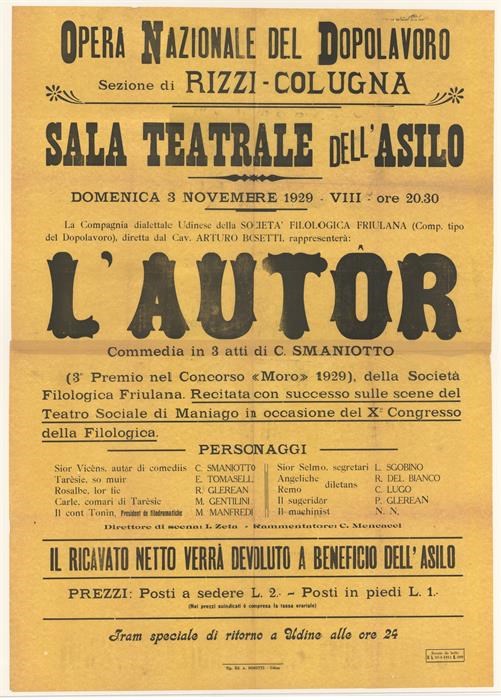 OPERA NAZIONALE DEL DOPOLAVORO
Sezione di RIZZI-COLUGNA
SALA TEATRALE DELL'ASILO
DOMENICA 3 NOVEMBRE 1929 - VIII - ore 20.30
La Compagnia dialettale Udinese della SOCIETA' FILOLOGICA FRIULANA (Comp. tipo
del Dopolavoro), diretta dal Cav. ARTURO BOSETTI, rappresenterà:
L'AUTÔR
Commedia in 3 atti di C. SMANIOTTO
(3° Premio nel Concorso «Moro» 1929), della Società
Filologica Friulana. Recitata con successo sulle scene del
Teatro Sociale di Maniago in occasione del X° Congresso
della Filologica.
PERSONAGGI
Sior Vicêns, autôr di comediis C. SMANIOTTO
Tarèsie, so muir E. TOMASELLI
Rosalbe, lor fie R. GLEREAN
Carle, comari di Tarèsie M. GENTILINI
Il cont Tonin, President de filodramatiche M. MANFREDI
Sior Selmo, segretari L. SGOBINO
Angeliche R. DEL BIANCO
diletans
Remo C. LUGO
Il sugeridôr P. GLEREAN
Il machinist N. N.
Direttore di scena: I. Zeta - Rammentatore: C. Mencacci
IL RICAVATO NETTO VERRÀ DEVOLUTO A BENEFICIO DELL'ASILO
PREZZI: Posti a sedere L. 2.- - Posti in piedi L. 1.-
(Nei prezzi suindicati è compresa la tassa erariale)
Tram speciale di ritorno a Udine alle ore 24